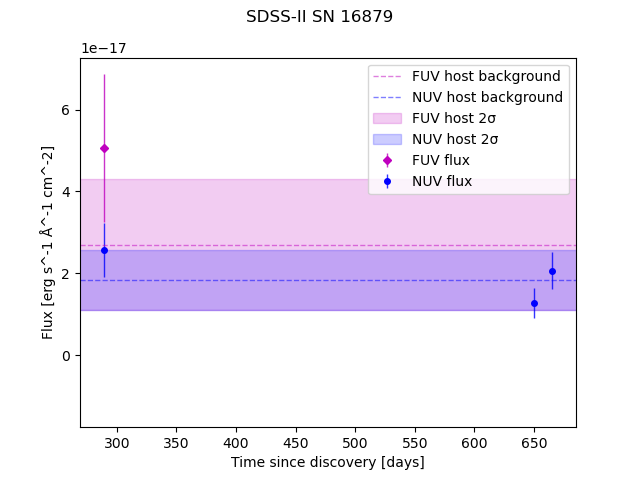 SDSS-II SN 16879
1e−17
FUV host background
NUV host background
FUV host 2σ
NUV host 2σ
FUV flux
NUV flux
6
4
2
0
Flux [erg s^-1 Å^-1 cm^-2]
300 350 400 450 500 550 600 650
Time since discovery [days]